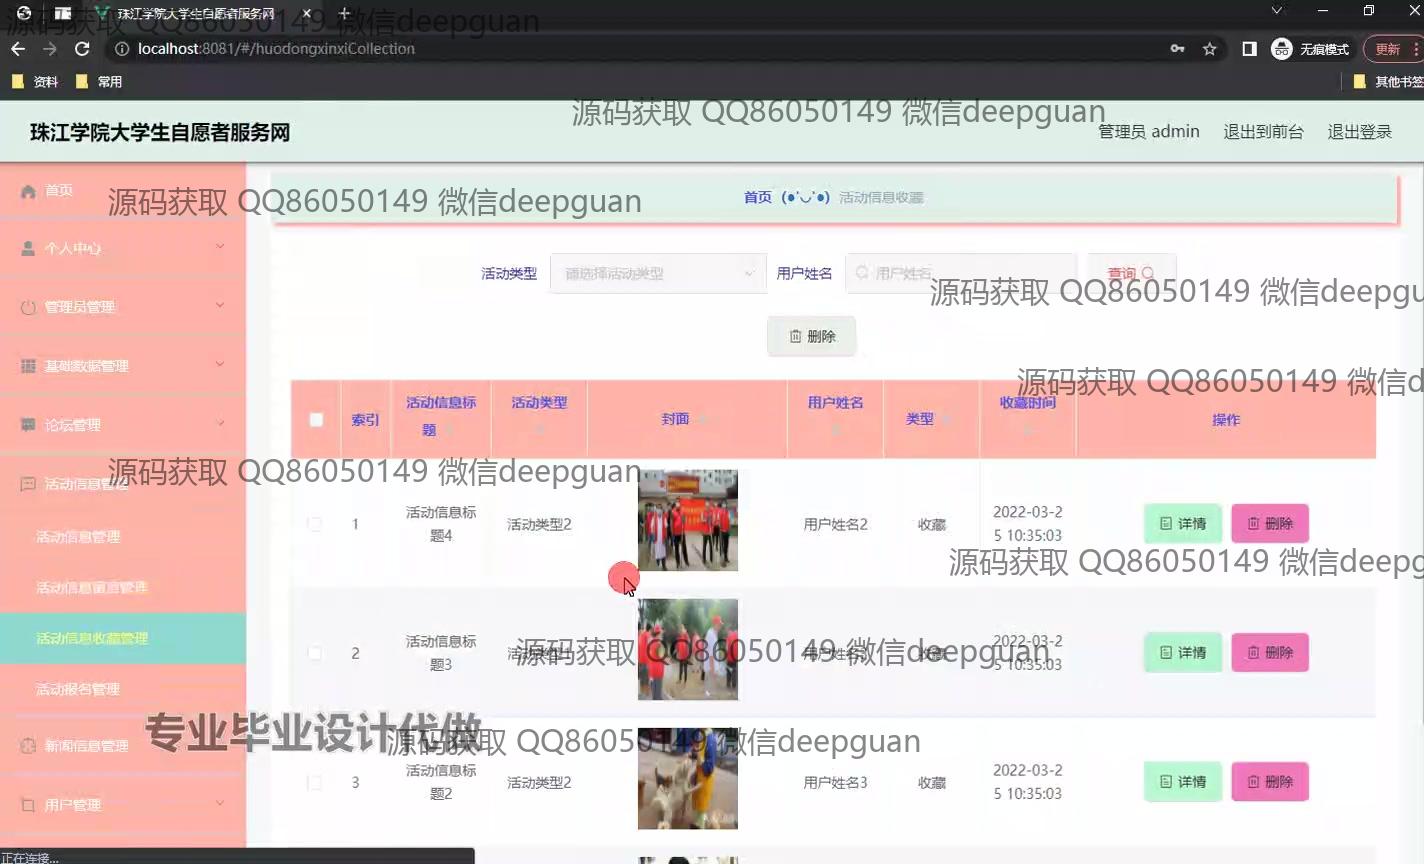 珠江学院大学生自愿者服务网
源码获取 QQ86050149 微信deepguan
localhost:8081/#/huodongxinxiCollection
无痕模式
更新
资料
常用
其他书签
源码获取 QQ86050149 微信deepguan
珠江学院大学生自愿者服务网
管理员 admin
退出到前台
退出登录
首页
源码获取 QQ86050149 微信deepguan
首页 (●'◡'●) 活动信息收藏
个人中心
活动类型
请选择活动类型
用户姓名
用户姓名
查询
源码获取 QQ86050149 微信deepgu
管理员管理
删除
基础数据管理
源码获取 QQ86050149 微信d
索引
活动信息标
题
活动类型
封面
用户姓名
类型
收藏时间
操作
论坛管理
源码获取 QQ86050149 微信deepguan
活动信息管理
1
活动信息标
题4
活动类型2
用户姓名2
收藏
2022-03-2
5 10:35:03
详情
删除
活动信息管理
源码获取 QQ86050149 微信deepg
活动信息留言管理
活动信息收藏管理
2
活动信息标
题3
源码获取 QQ86050149 微信deepguan
2022-03-2
5 10:35:03
详情
删除
活动报名管理
专业毕业设计代做
新闻信息管理
源码获取 QQ86050149 微信deepguan
3
活动信息标
题2
活动类型2
用户姓名3
收藏
2022-03-2
5 10:35:03
详情
删除
用户管理
正在连接...